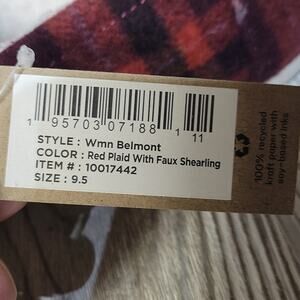 1 95703 07188 1 11
STYLE : Wmn Belmont
COLOR : Red Plaid With Faux Shearling
ITEM # : 10017442
SIZE : 9.5
100% recycled
kraft paper with
soy-based inks